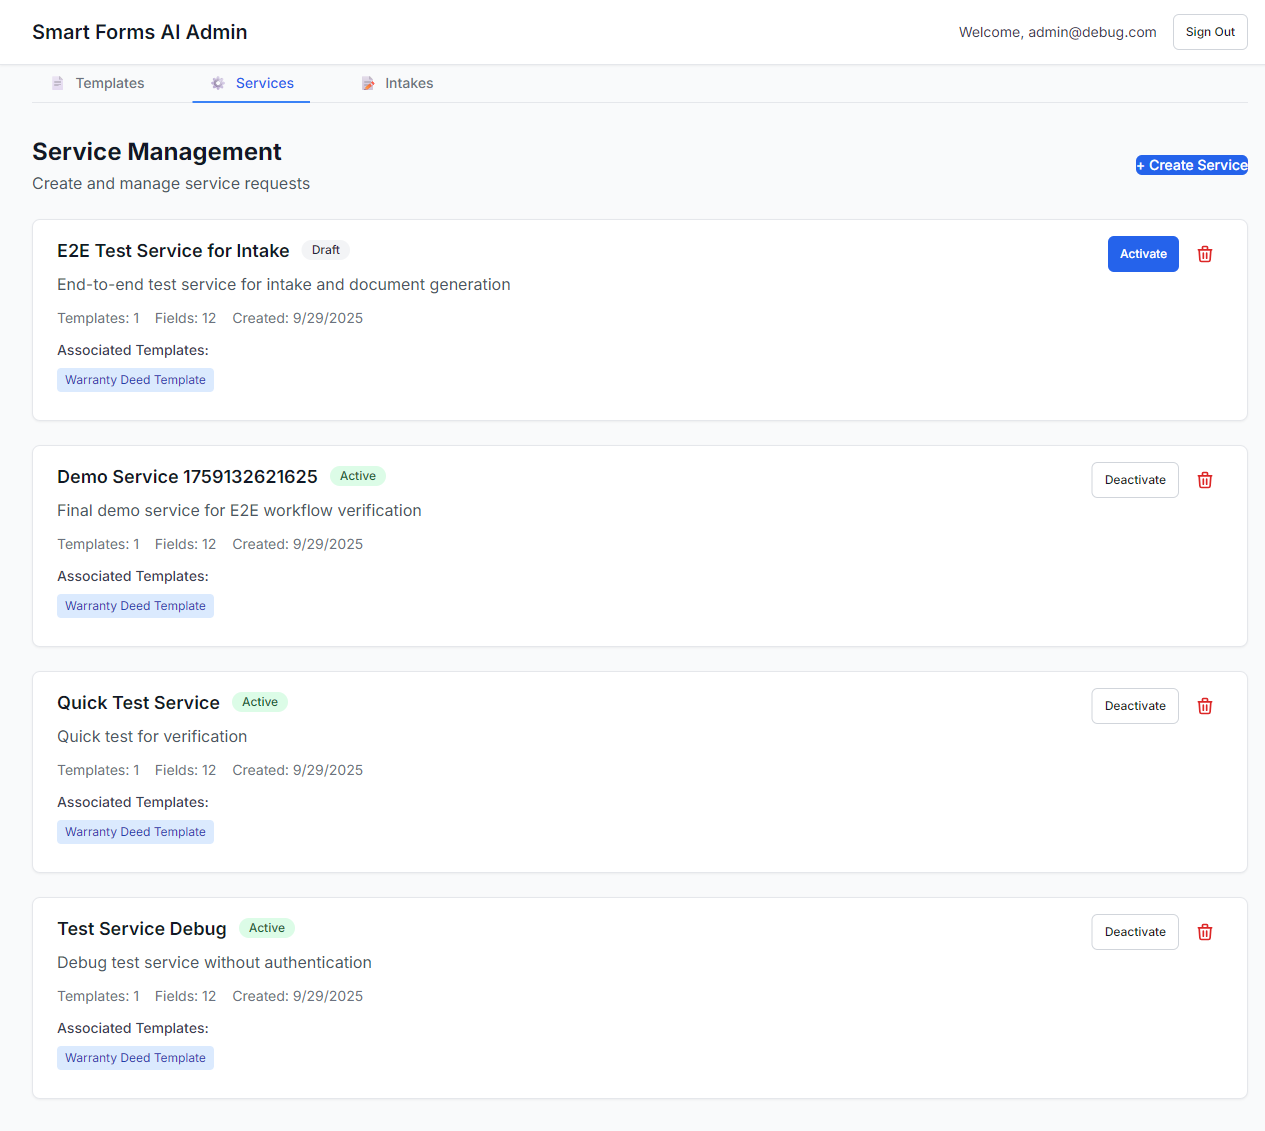 Smart Forms AI Admin
Welcome, admin@debug.com
Sign Out
Templates
Services
Intakes
Service Management
Create and manage service requests
+ Create Service
E2E Test Service for Intake
Draft
Activate
End-to-end test service for intake and document generation
Templates: 1 Fields: 12 Created: 9/29/2025
Associated Templates:
Warranty Deed Template
Demo Service 1759132621625
Active
Deactivate
Final demo service for E2E workflow verification
Templates: 1 Fields: 12 Created: 9/29/2025
Associated Templates:
Warranty Deed Template
Quick Test Service
Active
Deactivate
Quick test for verification
Templates: 1 Fields: 12 Created: 9/29/2025
Associated Templates:
Warranty Deed Template
Test Service Debug
Active
Deactivate
Debug test service without authentication
Templates: 1 Fields: 12 Created: 9/29/2025
Associated Templates:
Warranty Deed Template